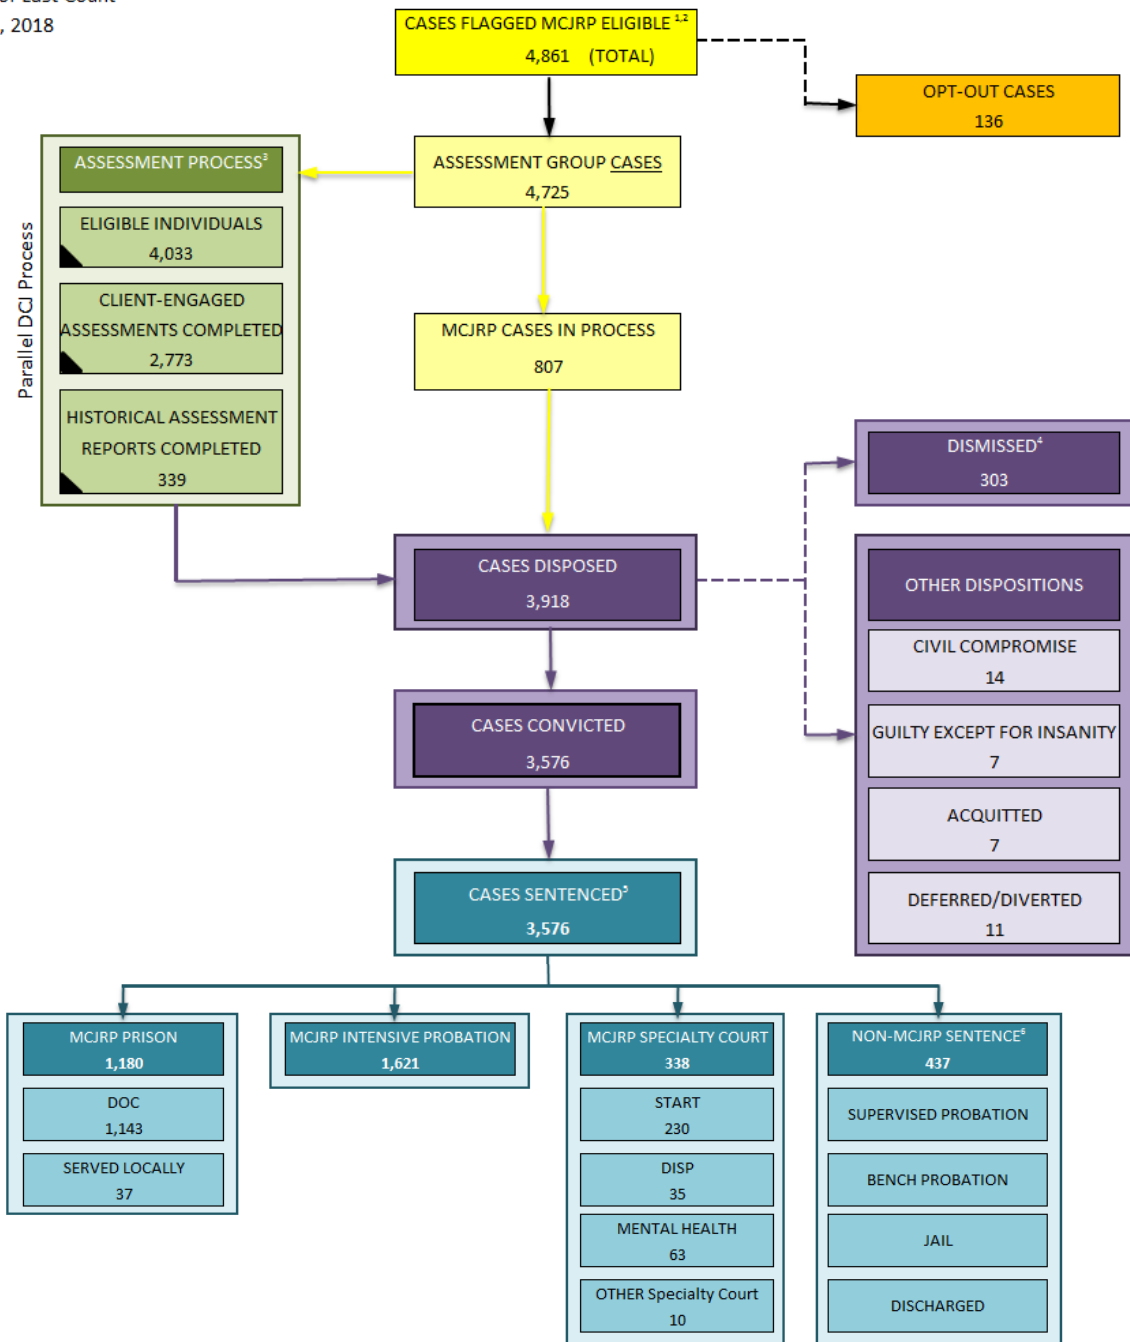 , 2018
CASES FLAGGED MCJRP ELIGIBLE 1,2
4,861 (TOTAL)
OPT-OUT CASES
136
ASSESSMENT GROUP CASES
4,725
Parallel DCJ Process
ASSESSMENT PROCESS3
ELIGIBLE INDIVIDUALS
4,033
CLIENT-ENGAGED
ASSESSMENTS COMPLETED
2,773
HISTORICAL ASSESSMENT
REPORTS COMPLETED
339
MCJRP CASES IN PROCESS
807
CASES DISPOSED
3,918
DISMISSED4
303
OTHER DISPOSITIONS
CIVIL COMPROMISE
14
GUILTY EXCEPT FOR INSANITY
7
ACQUITTED
7
DEFERRED/DIVERTED
11
CASES CONVICTED
3,576
CASES SENTENCED5
3,576
MCJRP PRISON
1,180
DOC
1,143
SERVED LOCALLY
37
MCJRP INTENSIVE PROBATION
1,621
MCJRP SPECIALTY COURT
338
START
230
DISP
35
MENTAL HEALTH
63
OTHER Specialty Court
10
NON-MCJRP SENTENCE6
437
SUPERVISED PROBATION
BENCH PROBATION
JAIL
DISCHARGED